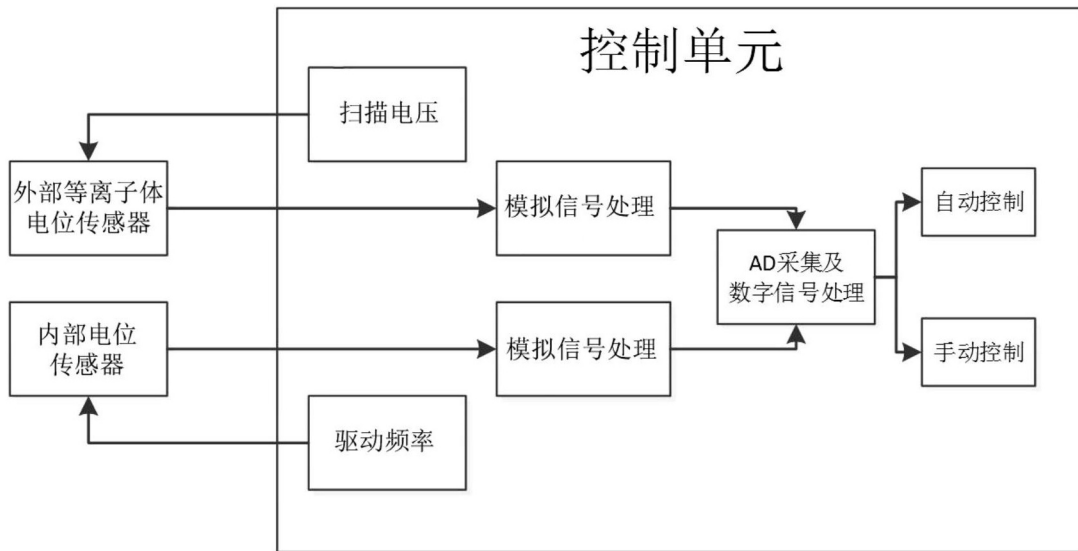 控制单元
扫描电压
外部等离子体
电位传感器
模拟信号处理
自动控制
AD采集及
数字信号处理
内部电位
传感器
模拟信号处理
手动控制
驱动频率